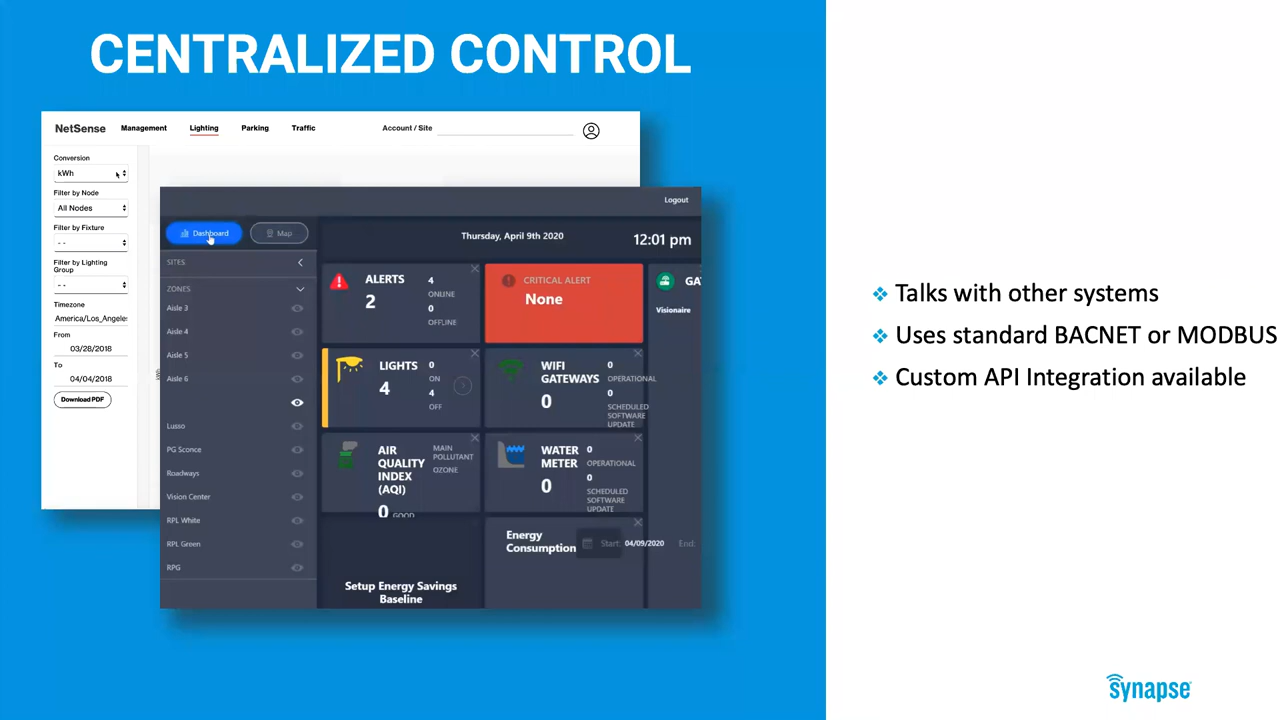 CENTRALIZED CONTROL
NetSense
Management
Lighting
Parking
Traffic
Account / Site
Conversion
kWh
Filter by Node
All Nodes
Filter by Fixture
- -
Filter by Lighting
Group
- -
Timezone
America/Los_Angeles
From
03/28/2018
To
04/04/2018
Download PDF
Logout
Dashboard
Map
Thursday, April 9th 2020
12:01 pm
SITES
ZONES
Aisle 3
Aisle 4
Aisle 5
Aisle 6
Lusso
PG Sconce
Roadways
Vision Center
RPL White
RPL Green
RPG
ALERTS
2
4
ONLINE
0
OFFLINE
CRITICAL ALERT
None
GA
Visionaire
LIGHTS
4
0
ON
4
OFF
WIFI
GATEWAYS
0
0
OPERATIONAL
0
SCHEDULED
SOFTWARE
UPDATE
AIR
QUALITY
INDEX
(AQI)
0 GOOD
MAIN
POLLUTANT
OZONE
WATER
METER
0
0
OPERATIONAL
0
SCHEDULED
SOFTWARE
UPDATE
Setup Energy Savings
Baseline
Energy
Consumption
Start: 04/09/2020 End:
❖ Talks with other systems
❖ Uses standard BACNET or MODBUS
❖ Custom API Integration available
synapse